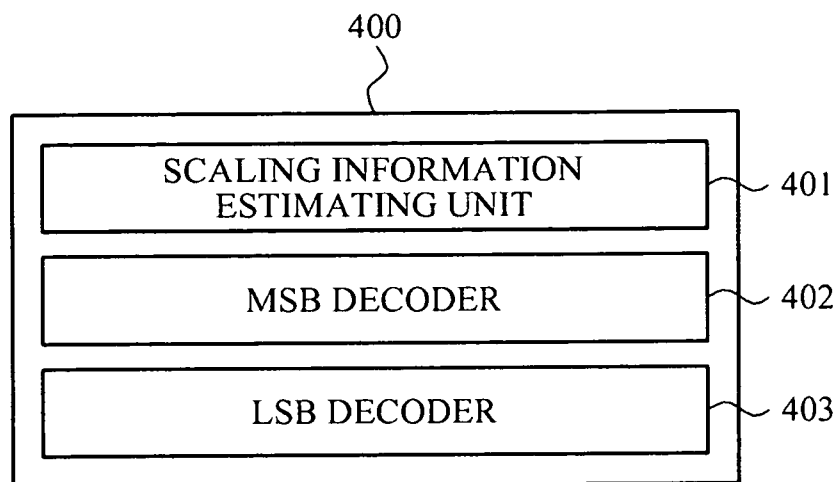 400
SCALING INFORMATION
ESTIMATING UNIT
401
MSB DECODER
402
LSB DECODER
403